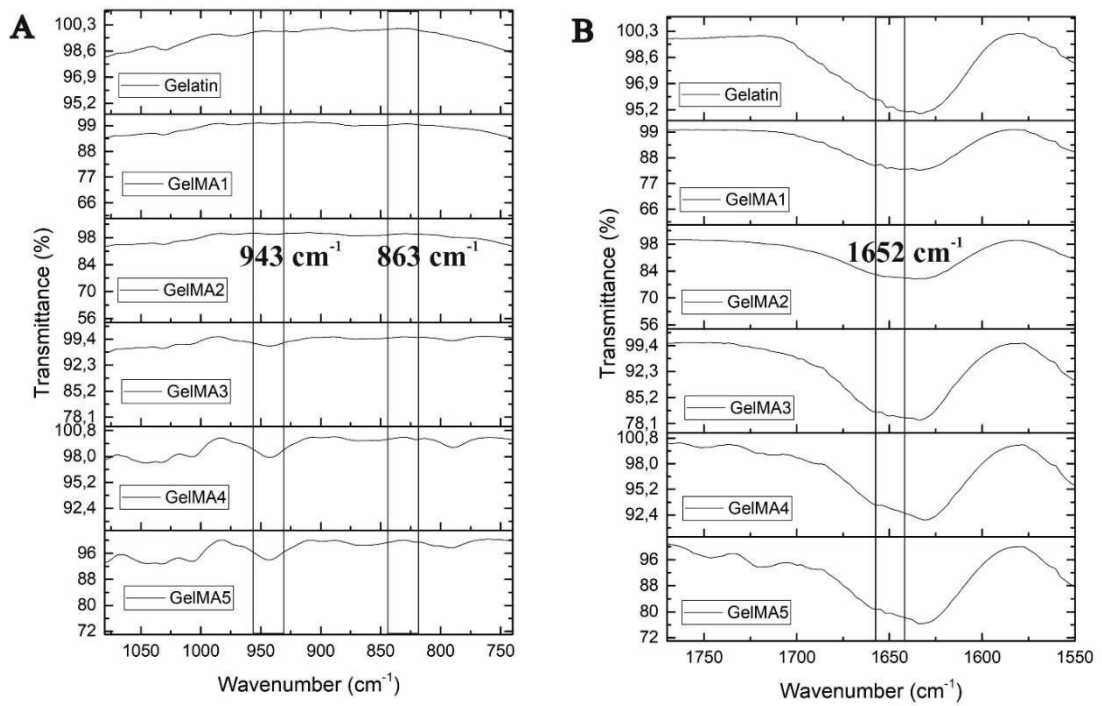 A
Transmittance (%)
100,3
98,6
96,9
95,2
Gelatin
99
88
77
66
GelMA1
98
84
70
56
GelMA2
943 cm-1
863 cm-1
99,4
92,3
85,2
78,1
GelMA3
100,8
98,0
95,2
92,4
GelMA4
96
88
80
72
GelMA5
1050 1000 950 900 850 800 750
Wavenumber (cm-1)
B
Transmittance (%)
100,3
98,6
96,9
95,2
Gelatin
99
88
77
66
GelMA1
98
84
70
56
GelMA2
1652 cm-1
99,4
92,3
85,2
78,1
GelMA3
100,8
98,0
95,2
92,4
GelMA4
96
88
80
72
GelMA5
1750 1700 1650 1600 1550
Wavenumber (cm-1)